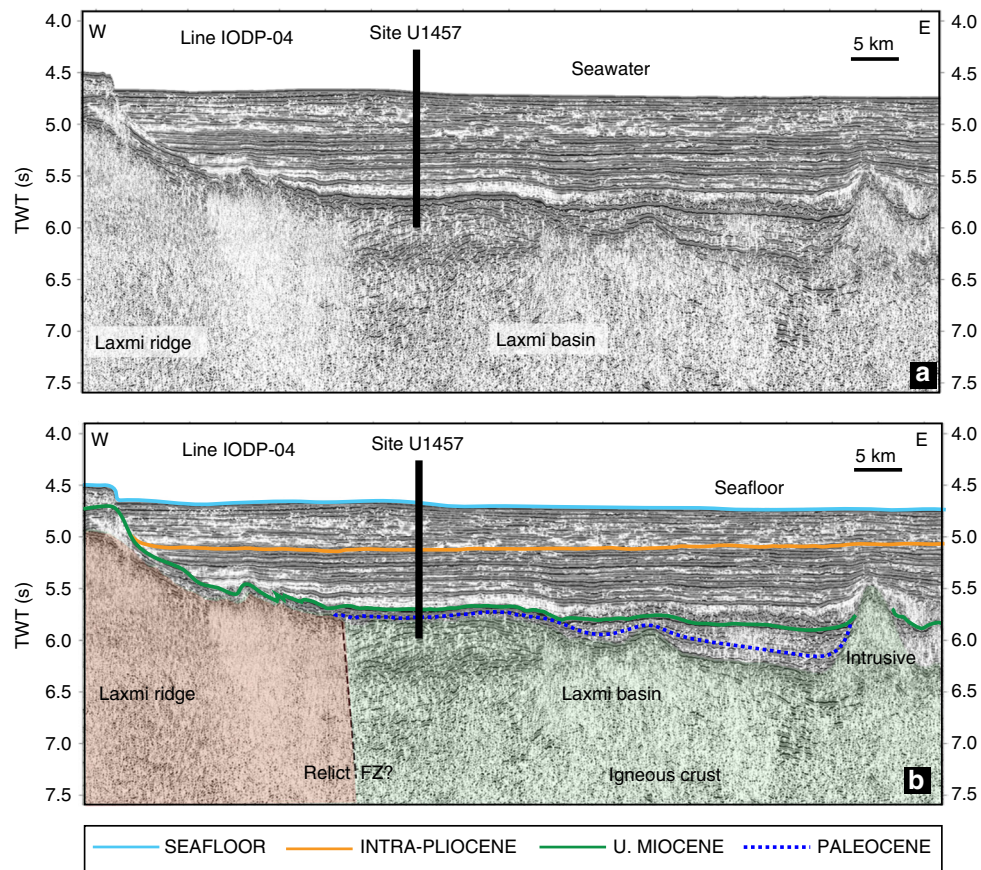 4.0
4.5
5.0
5.5
6.0
6.5
7.0
7.5
TWT (s)
W
Line IODP-04
Site U1457
Seawater
E
5 km
Laxmi ridge
Laxmi basin
a
4.0
4.5
5.0
5.5
6.0
6.5
7.0
7.5
4.0
4.5
5.0
5.5
6.0
6.5
7.0
7.5
TWT (s)
W
Line IODP-04
Site U1457
E
5 km
Seafloor
Intrusive
Laxmi ridge
Laxmi basin
Relict FZ?
Igneous crust
b
4.0
4.5
5.0
5.5
6.0
6.5
7.0
7.5
SEAFLOOR INTRA-PLIOCENE U. MIOCENE PALEOCENE